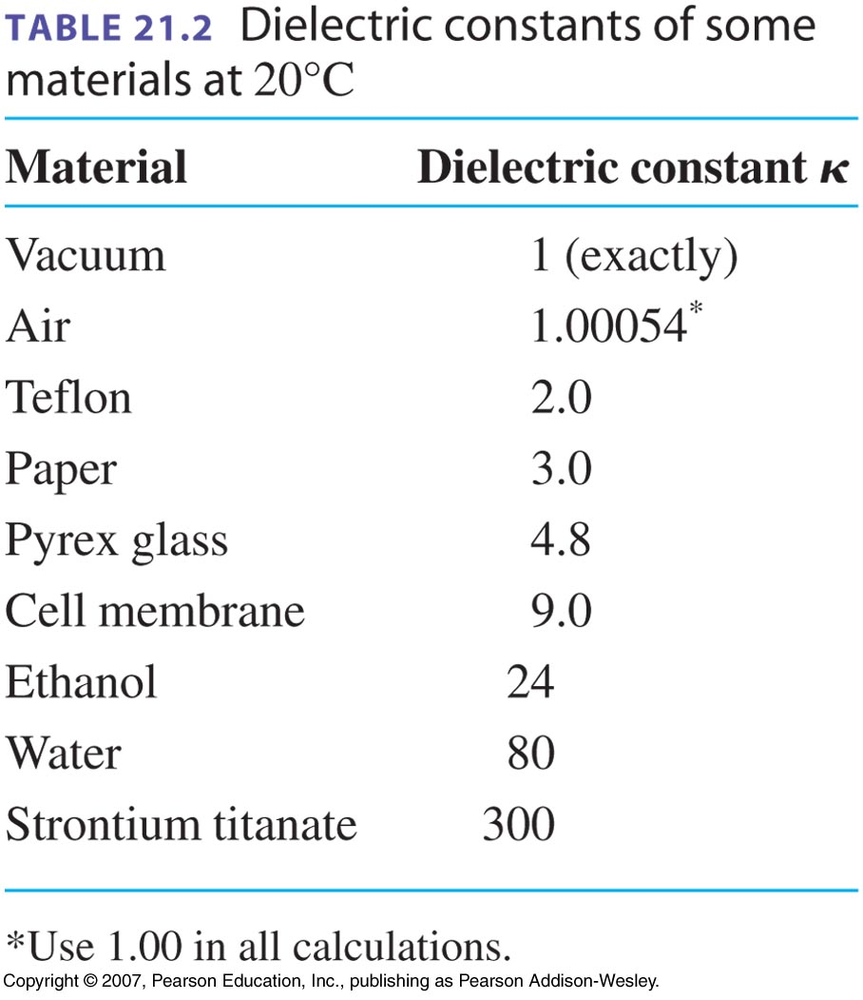 TABLE 21.2 Dielectric constants of some
materials at 20°C
Material Dielectric constant κ
Vacuum 1 (exactly)
Air 1.00054*
Teflon 2.0
Paper 3.0
Pyrex glass 4.8
Cell membrane 9.0
Ethanol 24
Water 80
Strontium titanate 300
*Use 1.00 in all calculations.
Copyright © 2007, Pearson Education, Inc., publishing as Pearson Addison-Wesley.